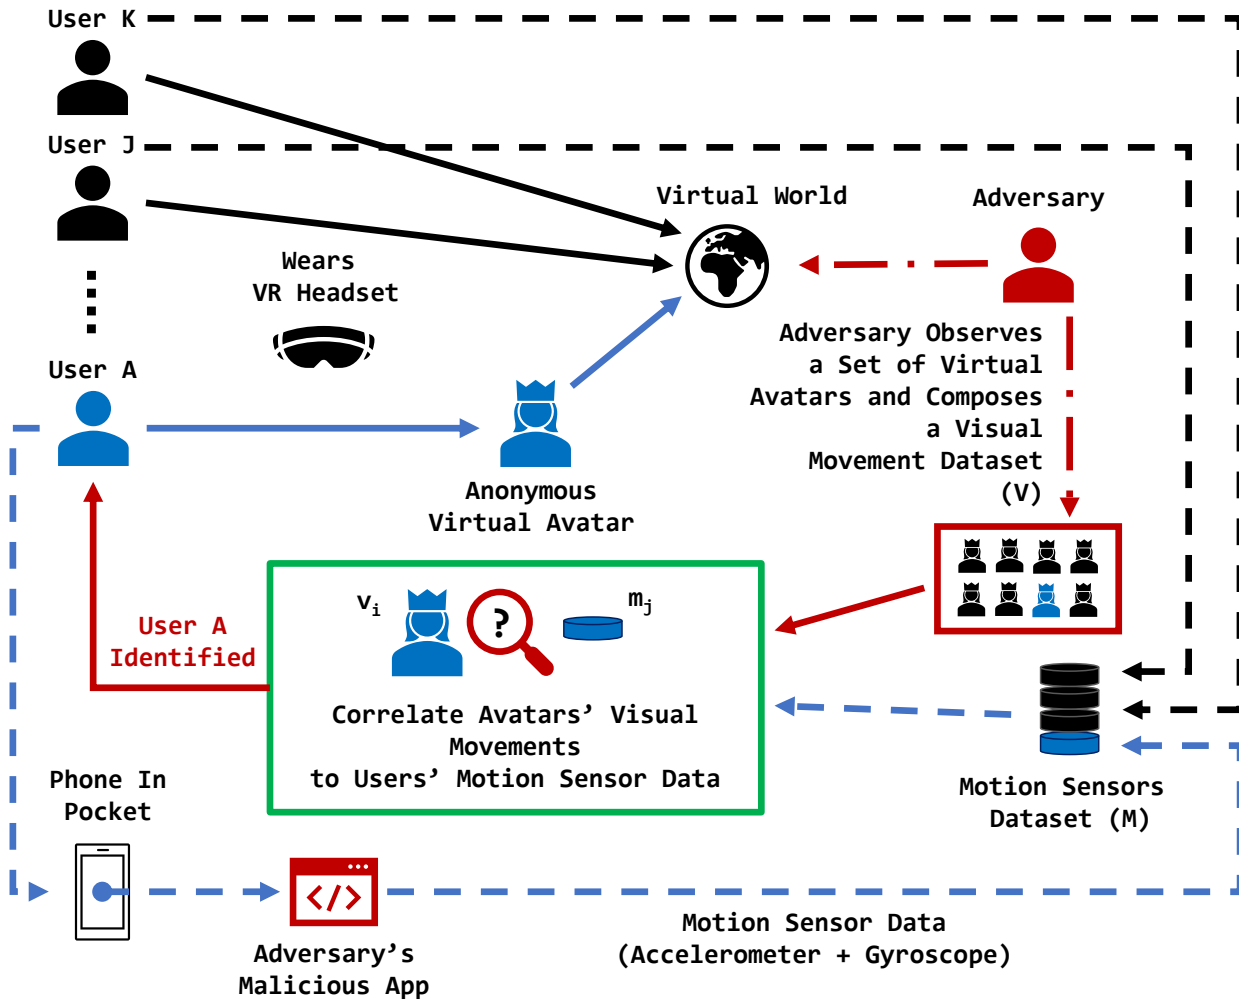 User K
User J
Virtual World
Adversary
Wears
VR Headset
Adversary Observes
a Set of Virtual
Avatars and Composes
a Visual
Movement Dataset
(V)
User A
Anonymous
Virtual Avatar
v_i
?
m_j
User A
Identified
Correlate Avatars’ Visual
Movements
to Users’ Motion Sensor Data
Motion Sensors
Dataset (M)
Phone In
Pocket
</>
Adversary’s
Malicious App
Motion Sensor Data
(Accelerometer + Gyroscope)